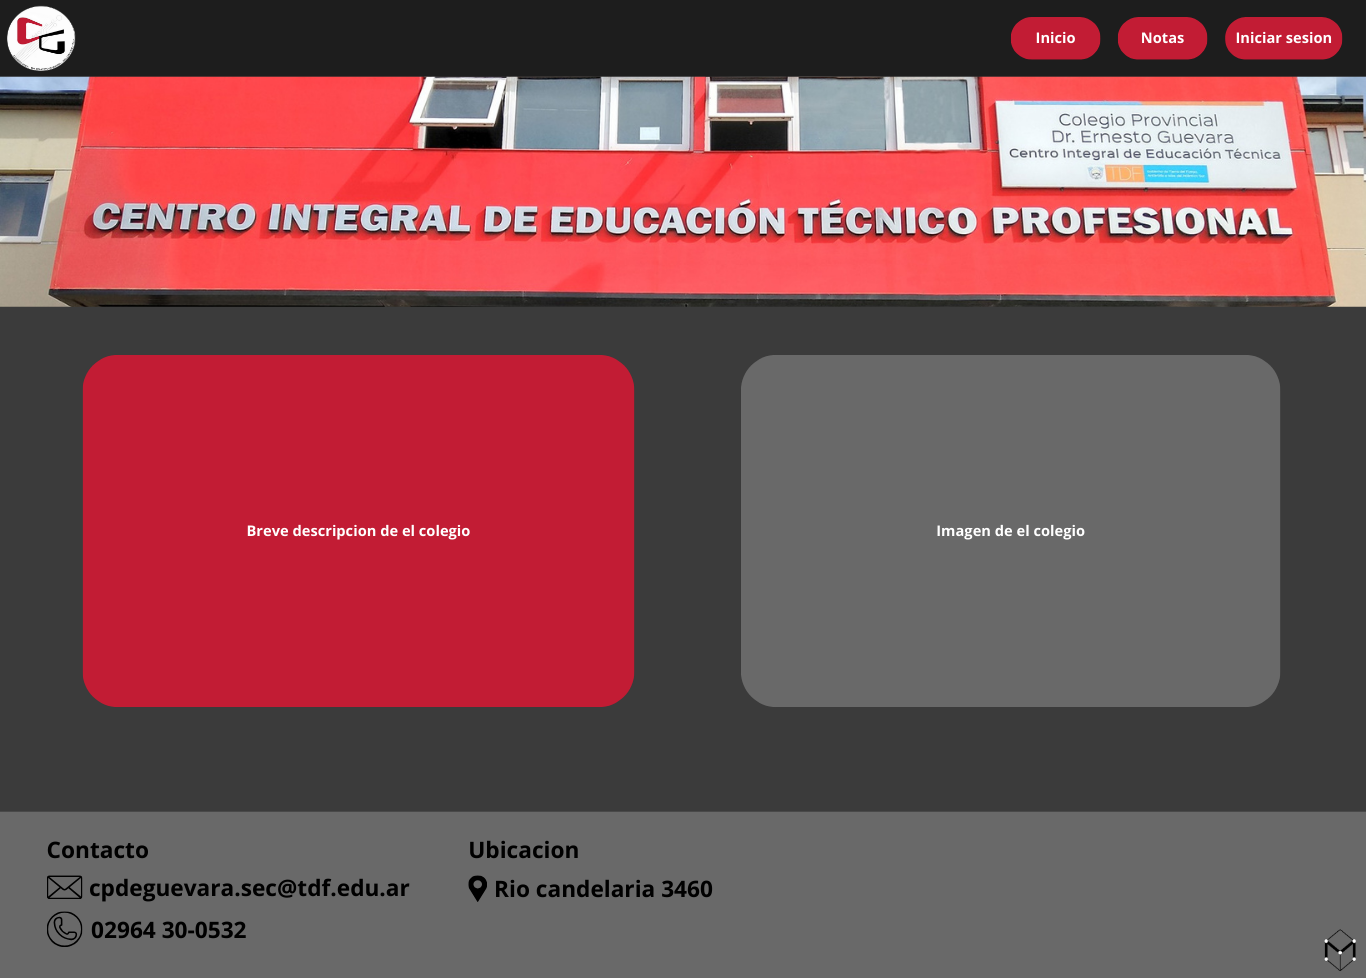 Inicio
Notas
Iniciar sesion
Colegio Provincial
Dr. Ernesto Guevara
Centro Integral de Educación Técnica
TDF
CENTRO INTEGRAL DE EDUCACIÓN TÉCNICO PROFESIONAL
Breve descripcion de el colegio
Imagen de el colegio
Contacto
Ubicacion
cpdeguevara.sec@tdf.edu.ar
Rio candelaria 3460
02964 30-0532